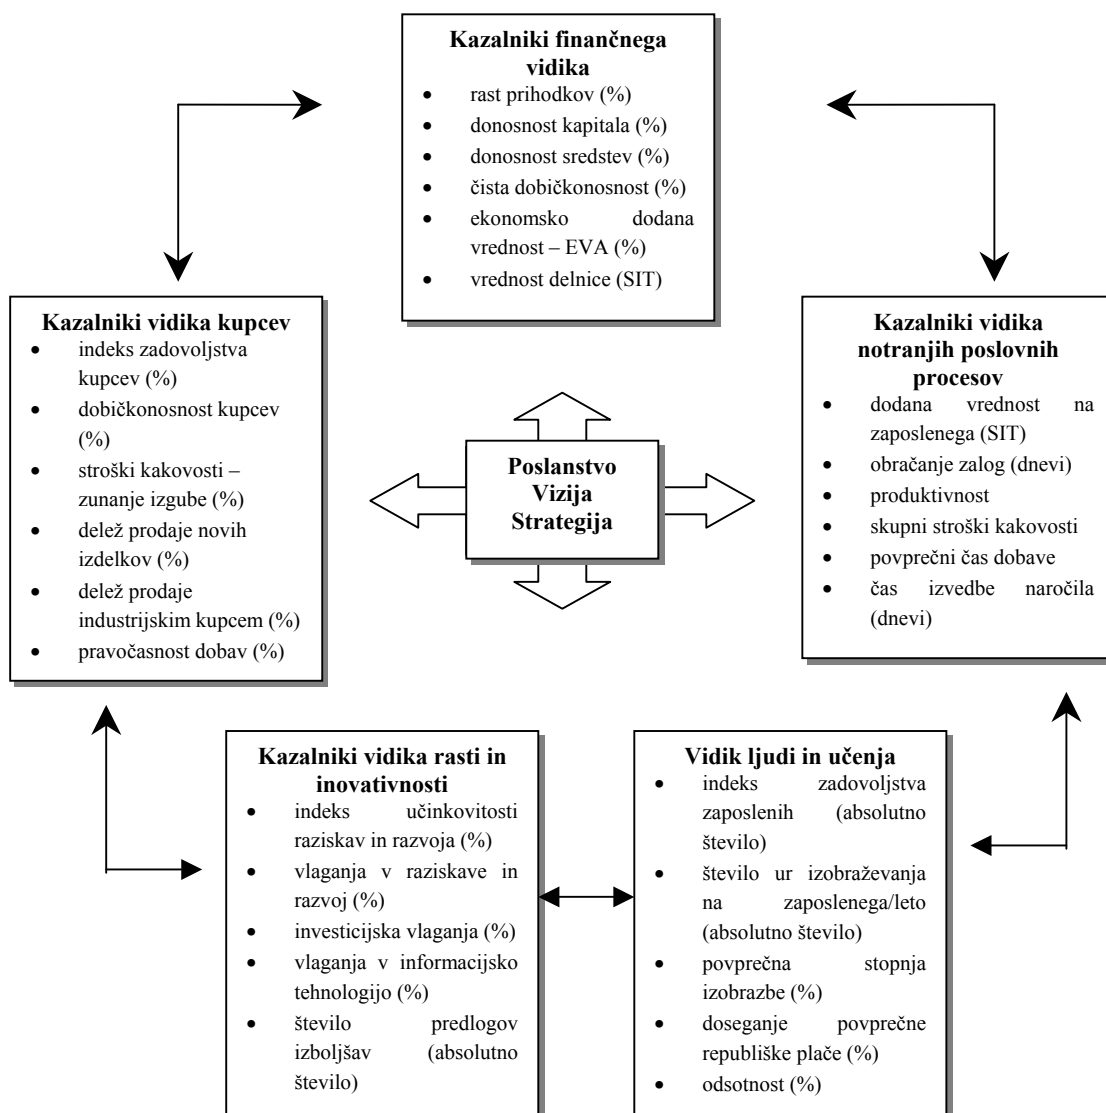 Kazalniki finančnega
vidika
• rast prihodkov (%)
• donosnost kapitala (%)
• donosnost sredstev (%)
• čista dobičkonosnost (%)
• ekonomsko dodana
vrednost – EVA (%)
• vrednost delnice (SIT)
Kazalniki vidika kupcev
• indeks zadovoljstva
kupcev (%)
• dobičkonosnost kupcev
(%)
• stroški kakovosti –
zunanje izgube (%)
• delež prodaje novih
izdelkov (%)
• delež prodaje
industrijskim kupcem (%)
• pravočasnost dobav (%)
Poslanstvo
Vizija
Strategija
Kazalniki vidika
notranjih poslovnih
procesov
• dodana vrednost na
zaposlenega (SIT)
• obračanje zalog (dnevi)
• produktivnost
• skupni stroški kakovosti
• povprečni čas dobave
• čas izvedbe naročila
(dnevi)
Kazalniki vidika rasti in
inovativnosti
• indeks učinkovitosti
raziskav in razvoja (%)
• vlaganja v raziskave in
razvoj (%)
• investicijska vlaganja (%)
• vlaganja v informacijsko
tehnologijo (%)
• število predlogov
izboljšav (absolutno
število)
Vidik ljudi in učenja
• indeks zadovoljstva
zaposlenih (absolutno
število)
• število ur izobraževanja
na zaposlenega/leto
(absolutno število)
• povprečna stopnja
izobrazbe (%)
• doseganje povprečne
republiške plače (%)
• odsotnost (%)